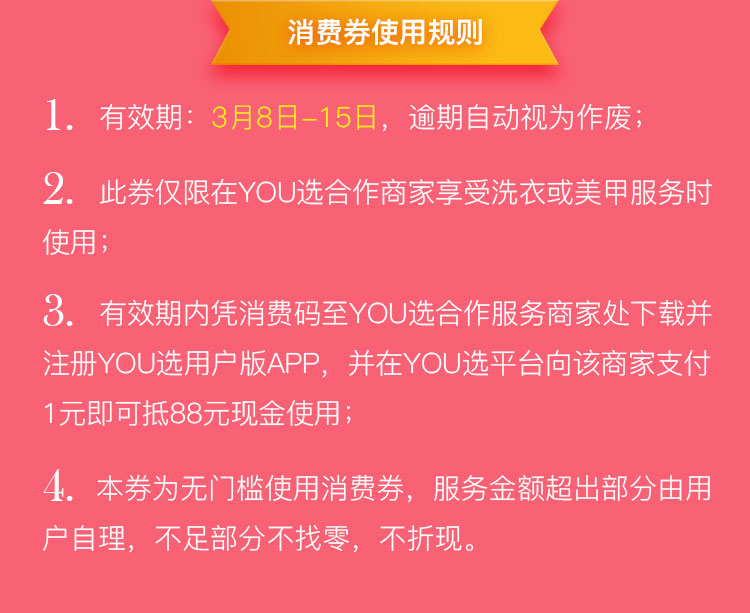 消费券使用规则
1. 有效期：3月8日-15日，逾期自动视为作废；
2. 此券仅限在YOU选合作商家享受洗衣或美甲服务时
使用；
3. 有效期内凭消费码至YOU选合作服务商家处下载并
注册YOU选用户版APP，并在YOU选平台向该商家支付
1元即可抵88元现金使用；
4. 本券为无门槛使用消费券，服务金额超出部分由用
户自理，不足部分不找零，不折现。